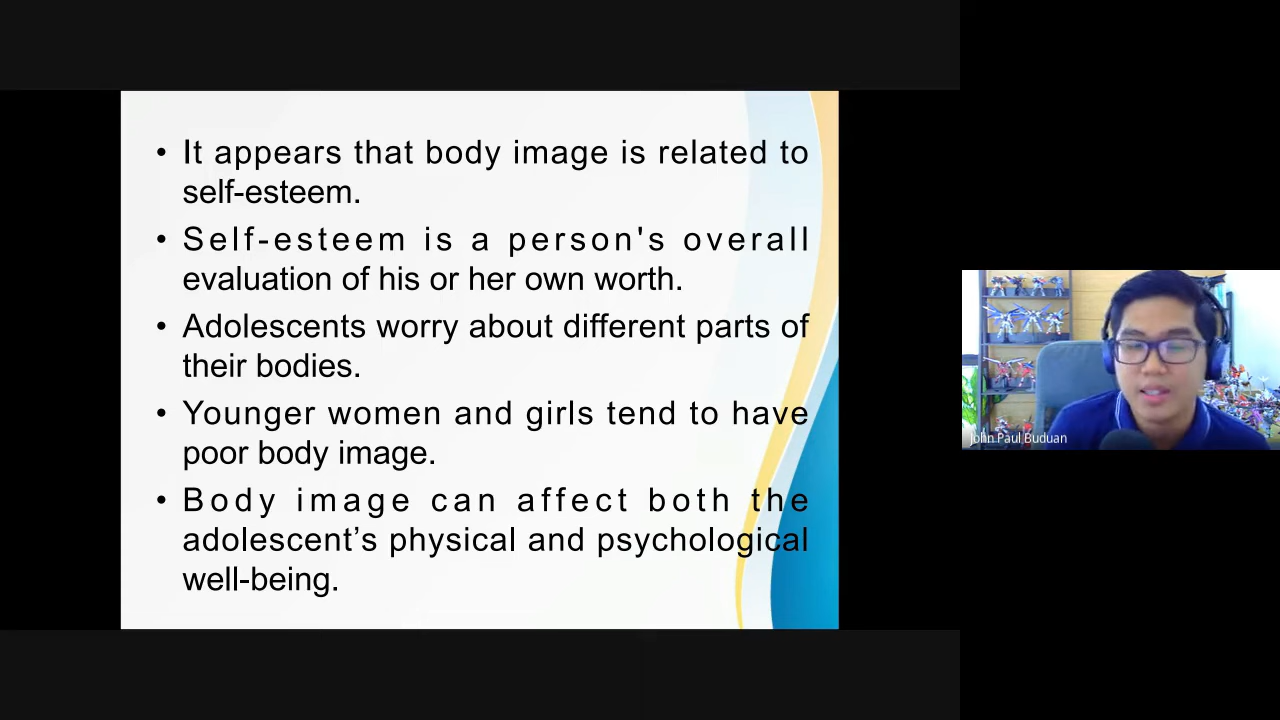 • It appears that body image is related to
self-esteem.
• Self-esteem is a person's overall
evaluation of his or her own worth.
• Adolescents worry about different parts of
their bodies.
• Younger women and girls tend to have
poor body image.
• Body image can affect both the
adolescent’s physical and psychological
well-being.
John Paul Buduan